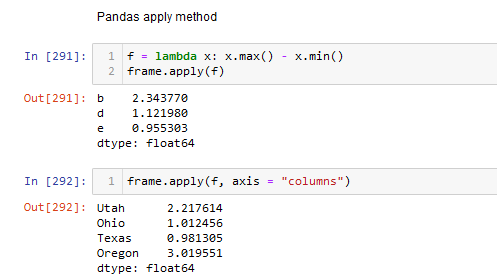 Pandas apply method
In [291]: 1 f = lambda x: x.max() - x.min()
2 frame.apply(f)
Out[291]: b 2.343770
d 1.121980
e 0.955303
dtype: float64
In [292]: 1 frame.apply(f, axis = "columns")
Out[292]: Utah 2.217614
Ohio 1.012456
Texas 0.981305
Oregon 3.019551
dtype: float64